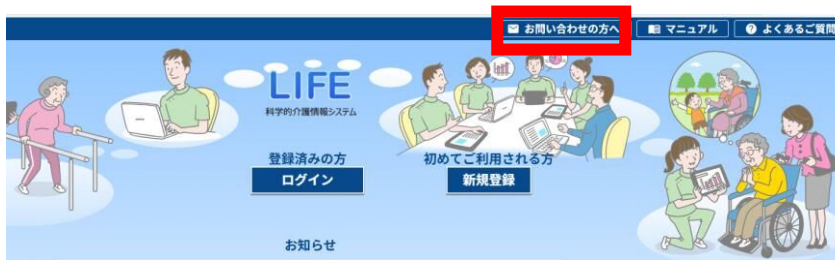 お問い合わせの方へ
マニュアル
よくあるご質問
LIFE
科学的介護情報システム
登録済みの方
ログイン
初めてご利用される方
新規登録
お知らせ